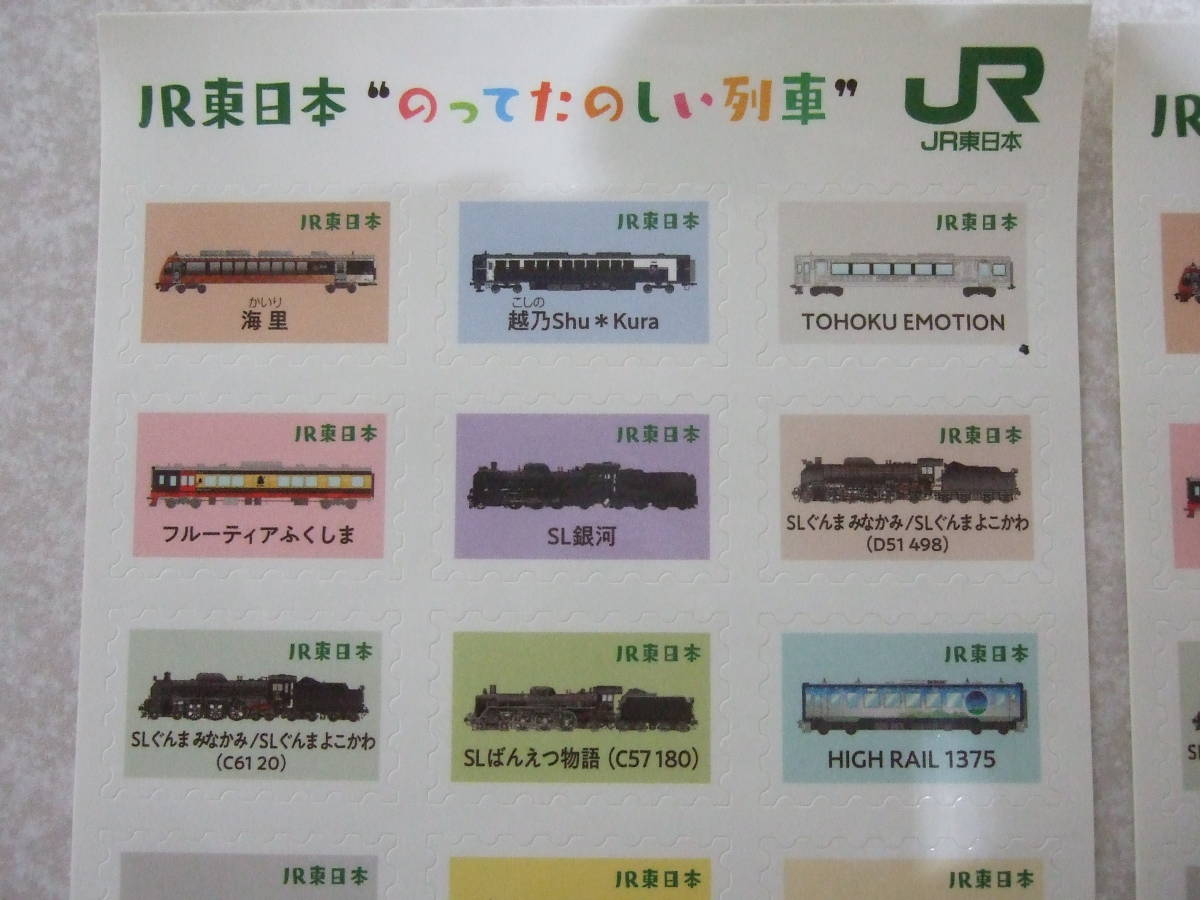 JR東日本 “のってたのしい列車”
JR
JR東日本
JR東日本
かいり
海里
JR東日本
こしの
越乃Shu＊Kura
JR東日本
TOHOKU EMOTION
JR東日本
フルーティアふくしま
JR東日本
SL銀河
JR東日本
SLぐんま みなかみ/SLぐんま よこかわ
(D51 498)
JR東日本
SLぐんま みなかみ/SLぐんま よこかわ
(C61 20)
JR東日本
SLばんえつ物語 (C57 180)
JR東日本
HIGH RAIL 1375
JR東日本
JR東日本
JR東日本
JR